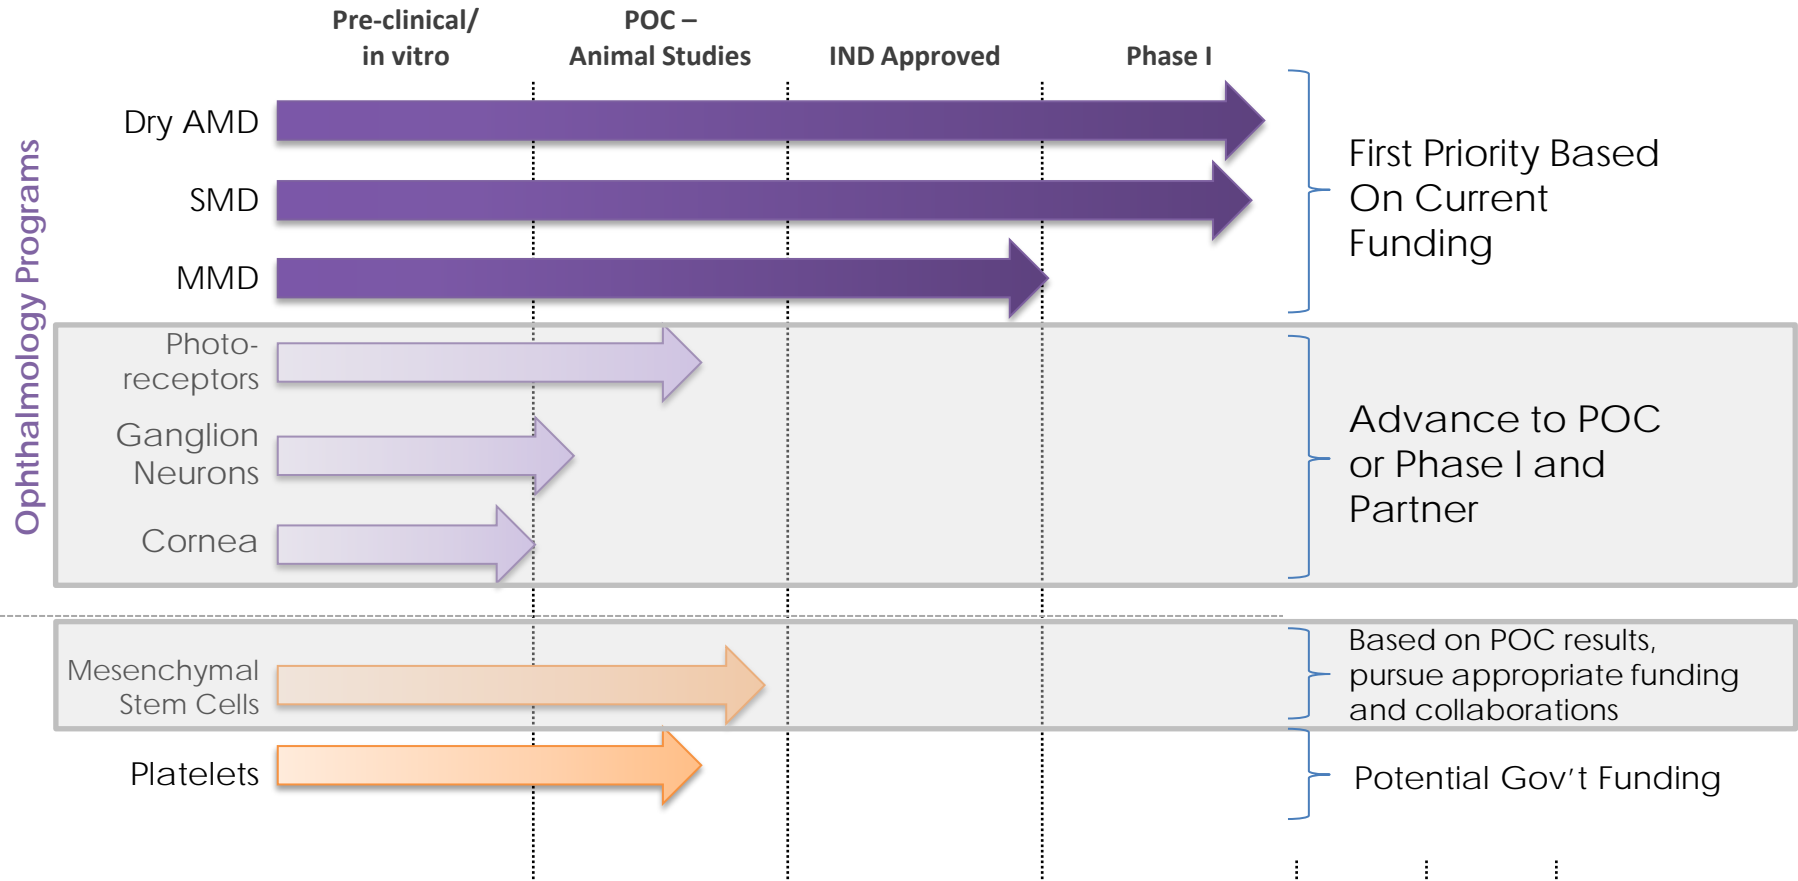 Pre-clinical/
in vitro
POC –
Animal Studies
IND Approved
Phase I
Ophthalmology Programs
Dry AMD
SMD
MMD
First Priority Based
On Current
Funding
Photo-
receptors
Ganglion
Neurons
Cornea
Advance to POC
or Phase I and
Partner
Mesenchymal
Stem Cells
Based on POC results,
pursue appropriate funding
and collaborations
Platelets
Potential Gov’t Funding